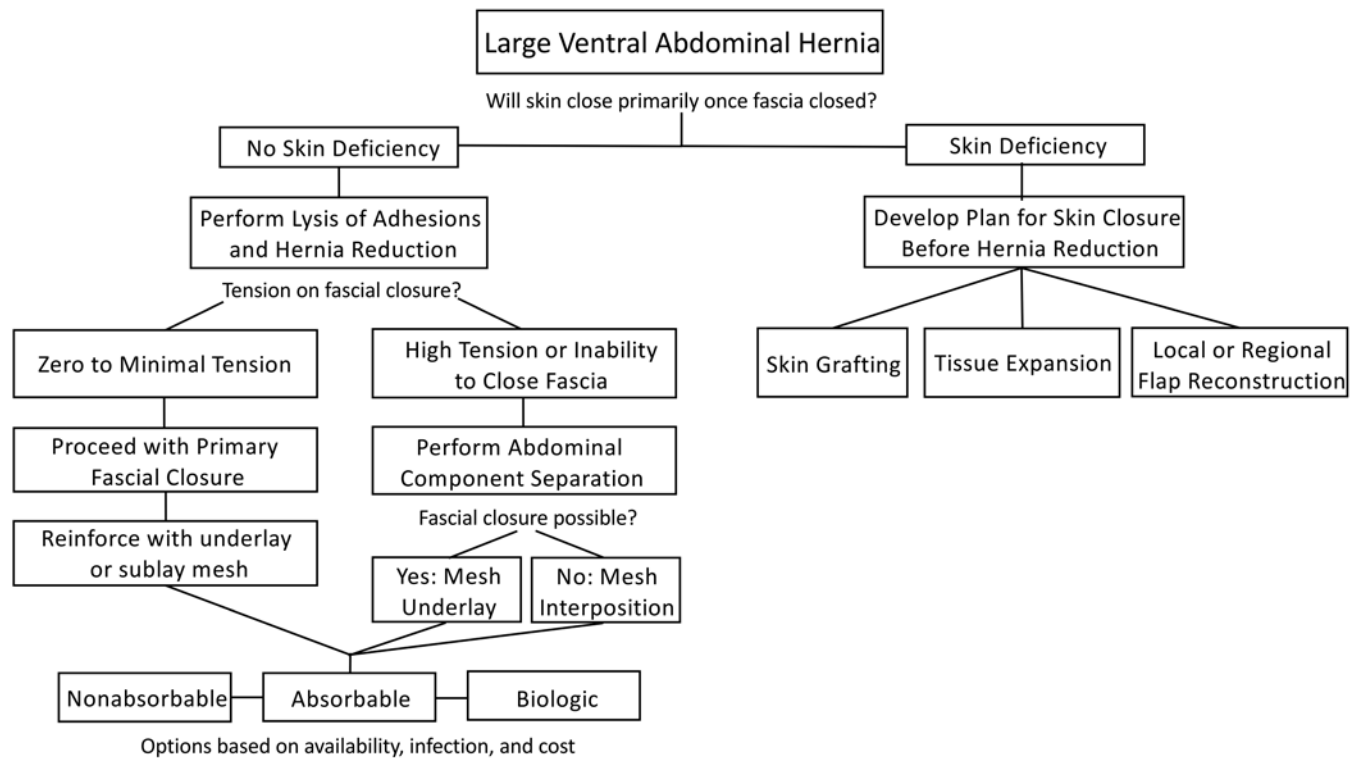 Large Ventral Abdominal Hernia
Will skin close primarily once fascia closed?
No Skin Deficiency
Skin Deficiency
Perform Lysis of Adhesions
and Hernia Reduction
Develop Plan for Skin Closure
Before Hernia Reduction
Tension on fascial closure?
Zero to Minimal Tension
High Tension or Inability
to Close Fascia
Skin Grafting
Tissue Expansion
Local or Regional
Flap Reconstruction
Proceed with Primary
Fascial Closure
Perform Abdominal
Component Separation
Fascial closure possible?
Reinforce with underlay
or sublay mesh
Yes: Mesh
Underlay
No: Mesh
Interposition
Nonabsorbable
Absorbable
Biologic
Options based on availability, infection, and cost